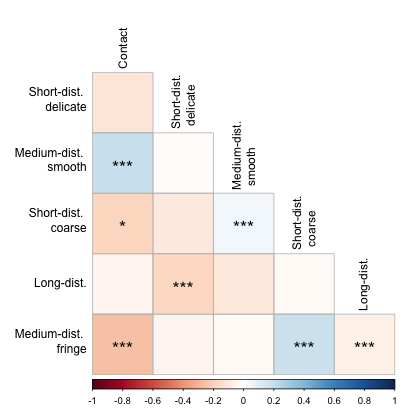 Contact
Short-dist.
delicate
Short-dist.
delicate
Medium-dist.
smooth
***
Medium-dist.
smooth
Short-dist.
coarse
* ***
Short-dist.
coarse
Long-dist.
***
Long-dist.
Medium-dist.
fringe
*** *** ***
-1 -0.8 -0.6 -0.4 -0.2 0 0.2 0.4 0.6 0.8 1